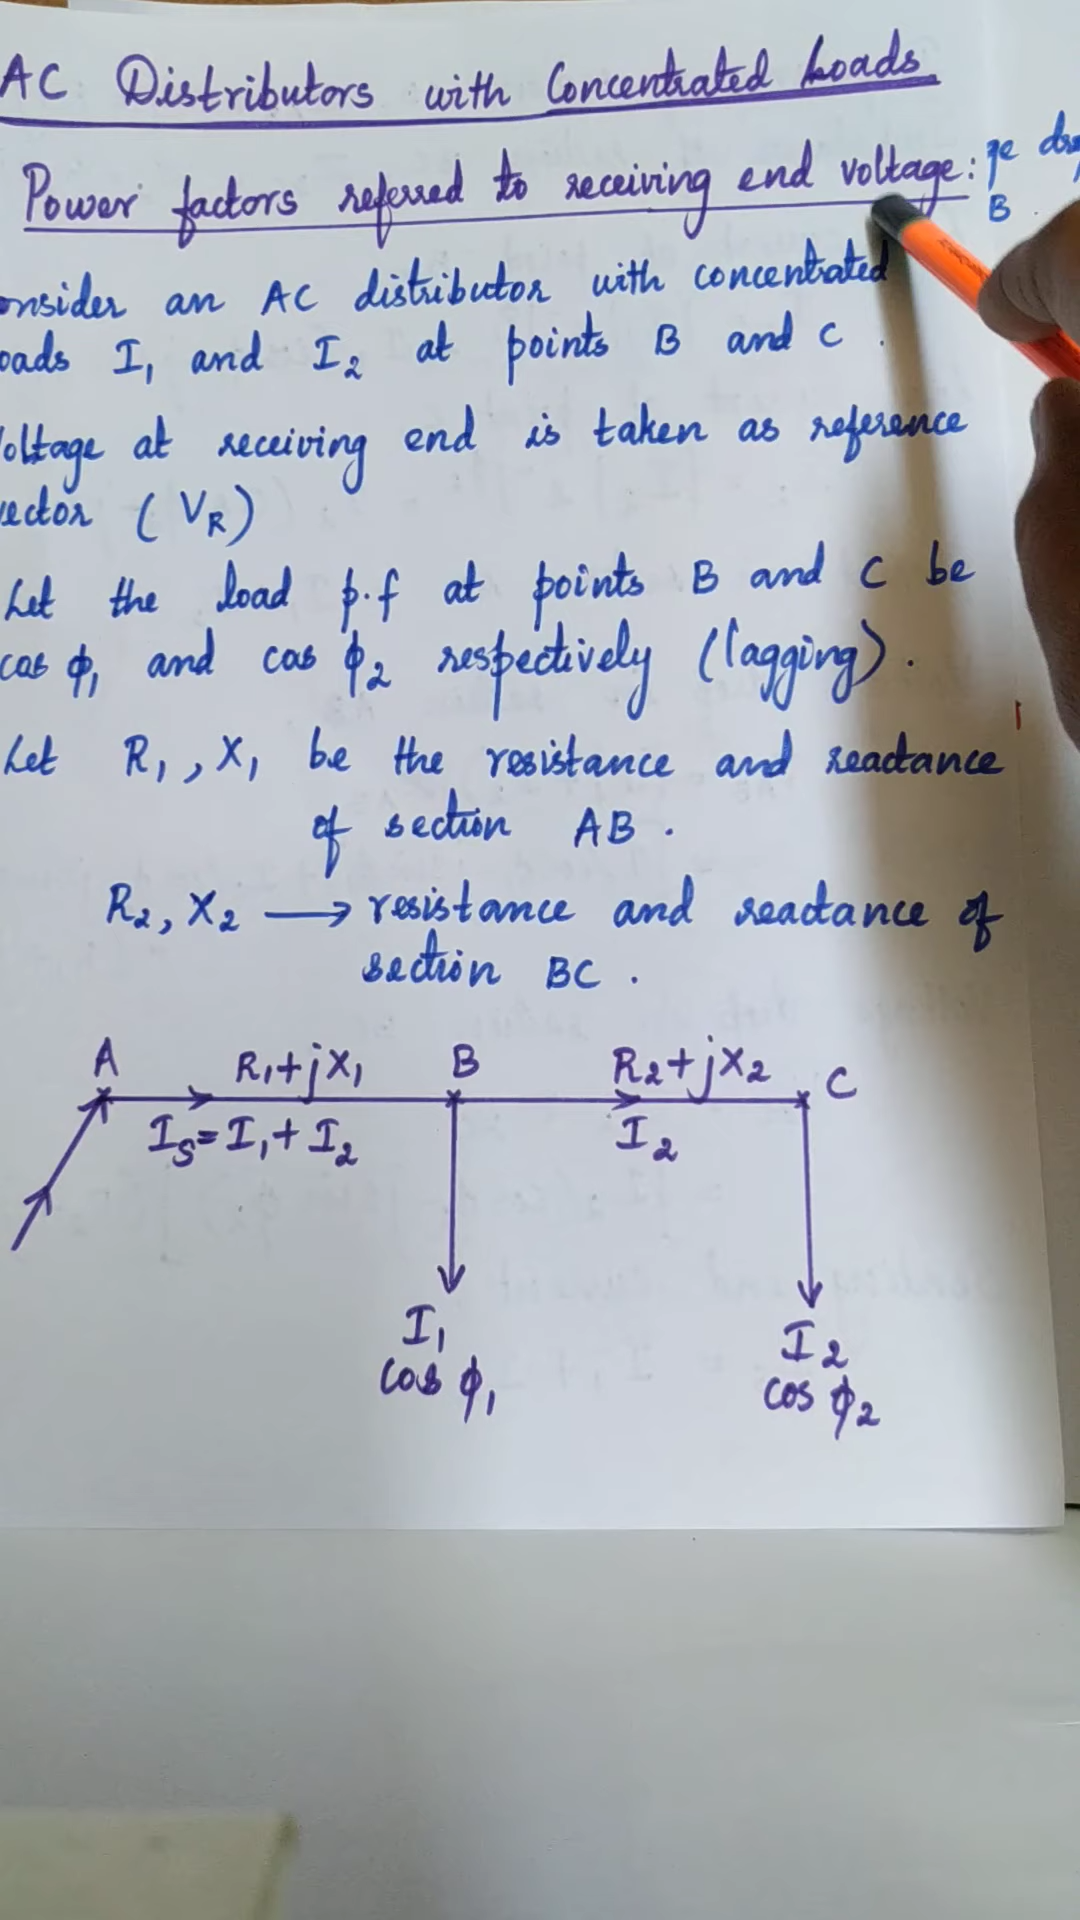 AC Distributors with Concentrated Loads
Power factors referred to receiving end voltage:
onsider an AC distributor with concentrated
oads I₁ and I₂ at points B and C.
oltage at receiving end is taken as reference
vector (V_R)
Let the load p.f at points B and C be
cos φ₁ and cos φ₂ respectively (lagging).
Let R₁, X₁ be the resistance and reactance
of section AB.
R₂, X₂ → resistance and reactance of
section BC.
A R₁+jX₁ B R₂+jX₂ C
I_S=I₁+I₂ I₂
I₁ I₂
cos φ₁ cos φ₂
B